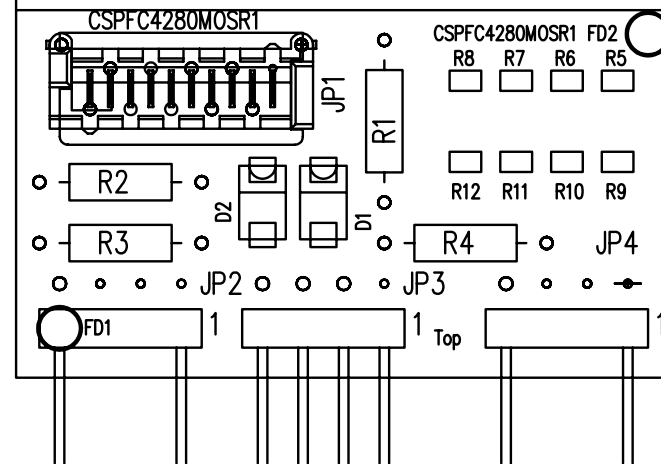 CSPFC4280MOSR1
CSPFC4280MOSR1 FD2
R8 R7 R6 R5
JP1
R1
R12 R11 R10 R9
R2
D2 D1
R3 R4 JP4
JP2 JP3
FD1 1 1 Top 1